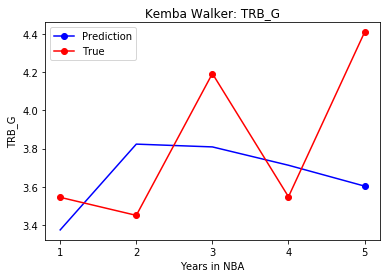 Kemba Walker: TRB_G
Prediction
True
TRB_G
4.4
4.2
4.0
3.8
3.6
3.4
1 2 3 4 5
Years in NBA